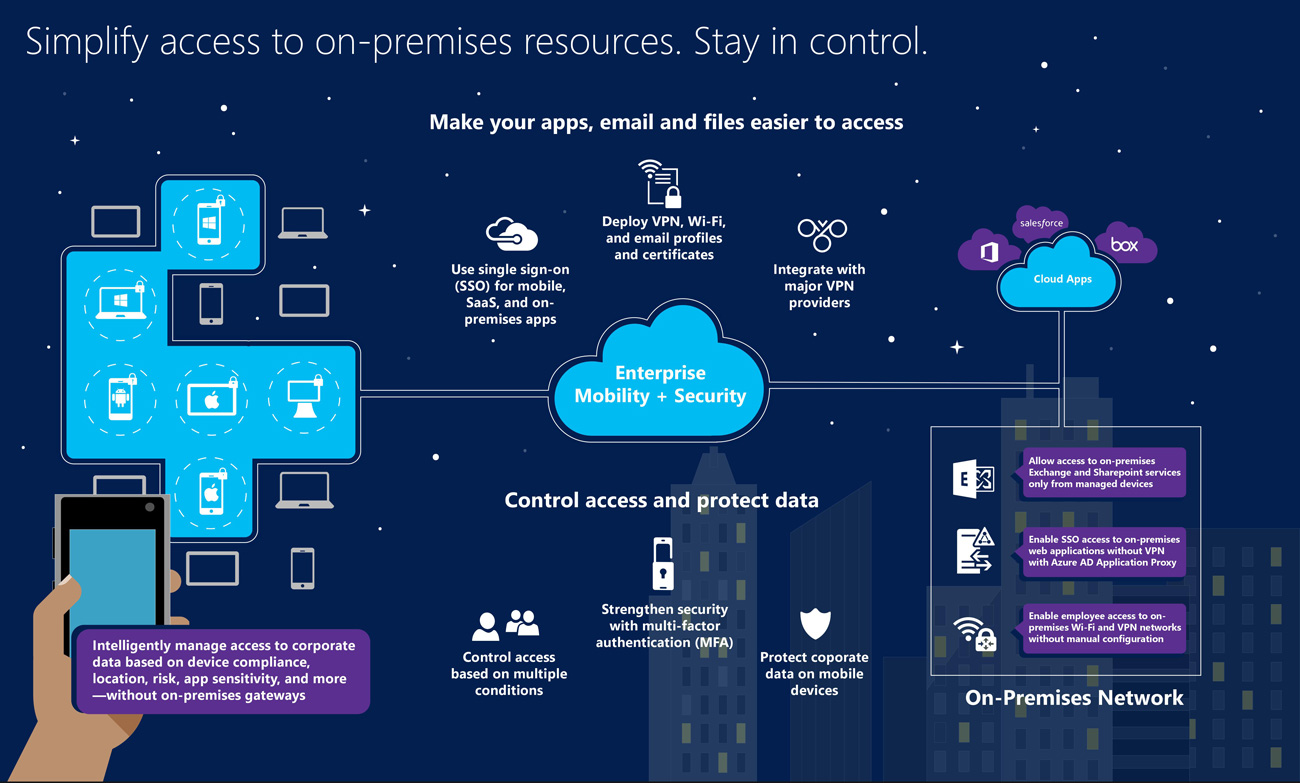 Simplify access to on-premises resources. Stay in control.
Make your apps, email and files easier to access
Use single sign-on
(SSO) for mobile,
SaaS, and on-
premises apps
Deploy VPN, Wi-Fi,
and email profiles
and certificates
Integrate with
major VPN
providers
salesforce
box
Cloud Apps
Enterprise
Mobility + Security
Control access and protect data
Control access
based on multiple
conditions
Strengthen security
with multi-factor
authentication (MFA)
Protect coporate
data on mobile
devices
Intelligently manage access to corporate
data based on device compliance,
location, risk, app sensitivity, and more
—without on-premises gateways
E
Allow access to on-premises
Exchange and Sharepoint services
only from managed devices
Enable SSO access to on-premises
web applications without VPN
with Azure AD Application Proxy
Enable employee access to on-
premises Wi-Fi and VPN networks
without manual configuration
On-Premises Network